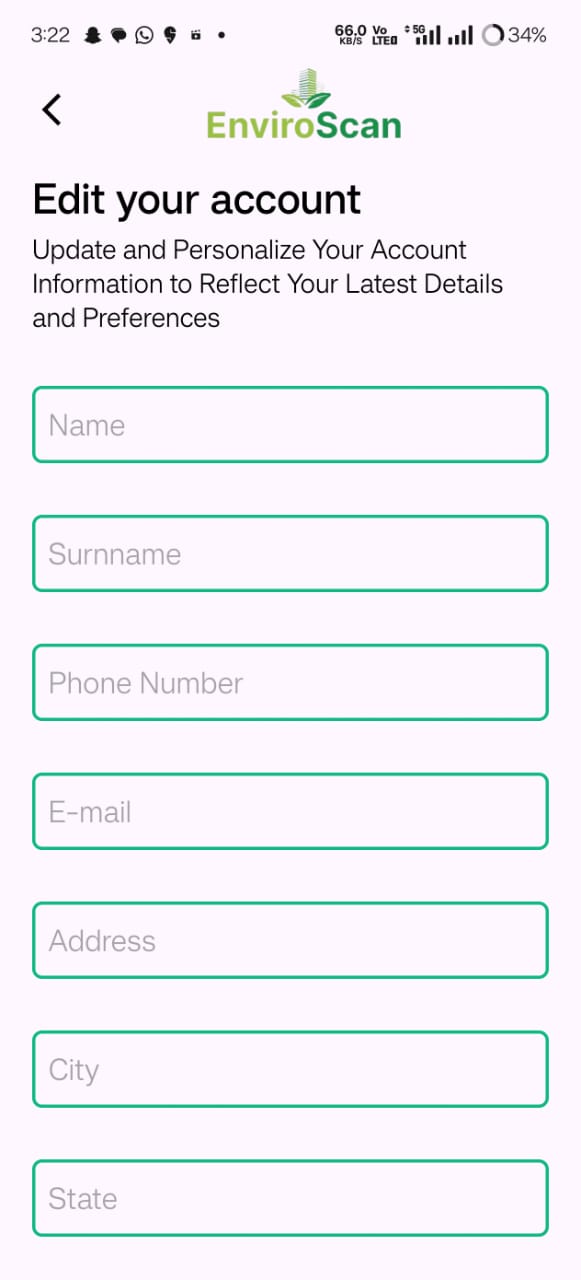 3:22 66.0 KB/S Vo LTE 5G 34%
EnviroScan
Edit your account
Update and Personalize Your Account
Information to Reflect Your Latest Details
and Preferences
Name
Surnname
Phone Number
E-mail
Address
City
State